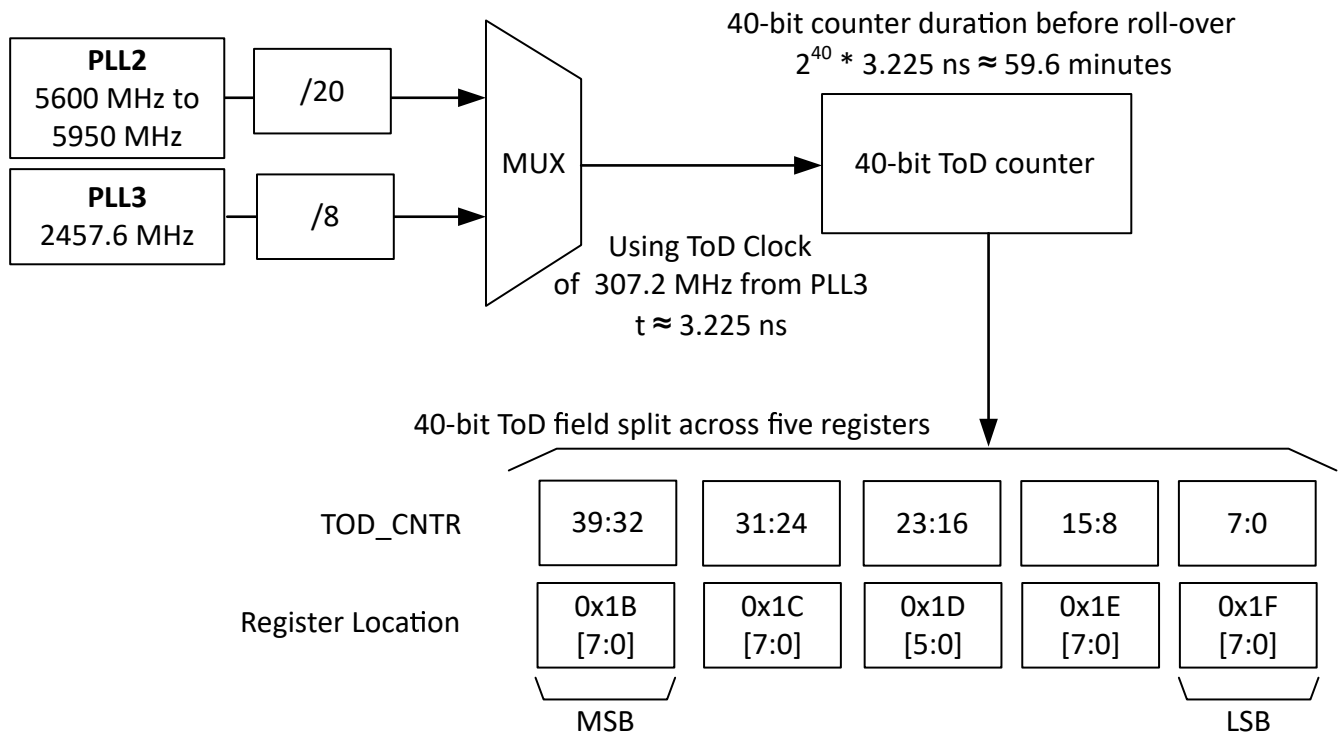 40-bit counter duration before roll-over
2^40 * 3.225 ns ≈ 59.6 minutes
PLL2
5600 MHz to
5950 MHz
/20
PLL3
2457.6 MHz
/8
MUX
40-bit ToD counter
Using ToD Clock
of 307.2 MHz from PLL3
t ≈ 3.225 ns
40-bit ToD field split across five registers
TOD_CNTR 39:32 31:24 23:16 15:8 7:0
Register Location
0x1B 0x1C 0x1D 0x1E 0x1F
[7:0] [7:0] [5:0] [7:0] [7:0]
MSB LSB